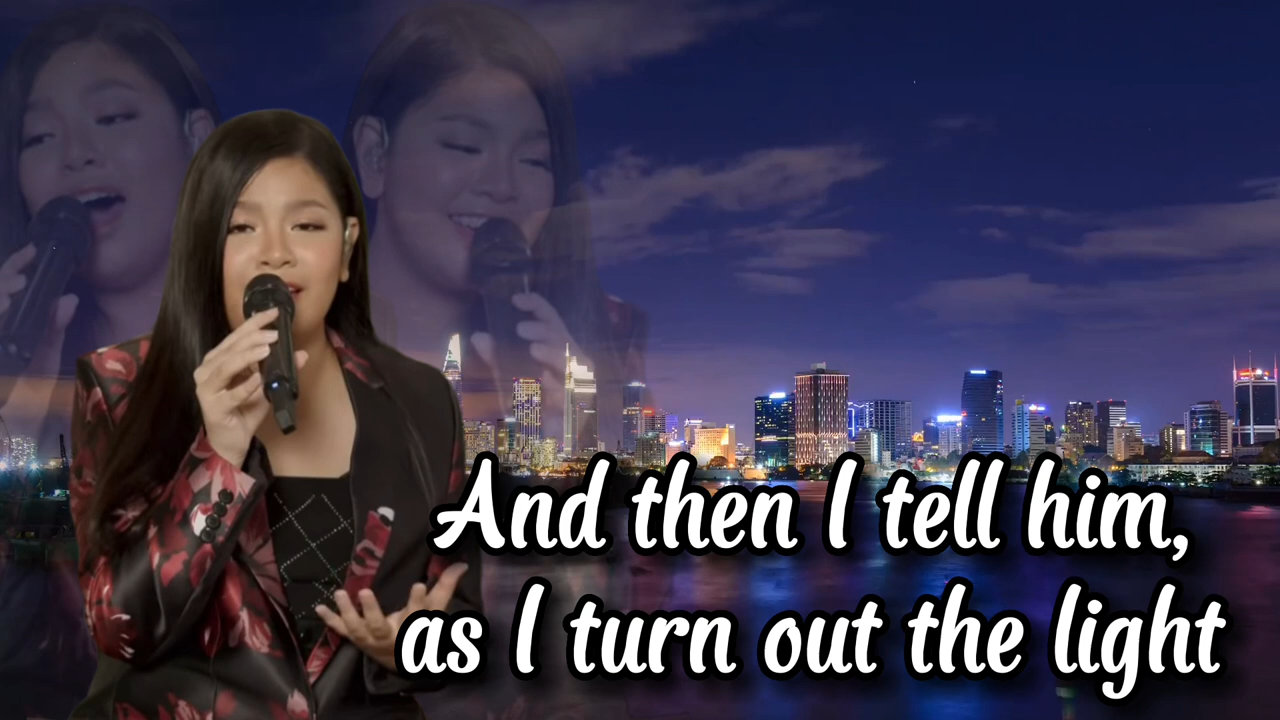 And then I tell him,
as I turn out the light